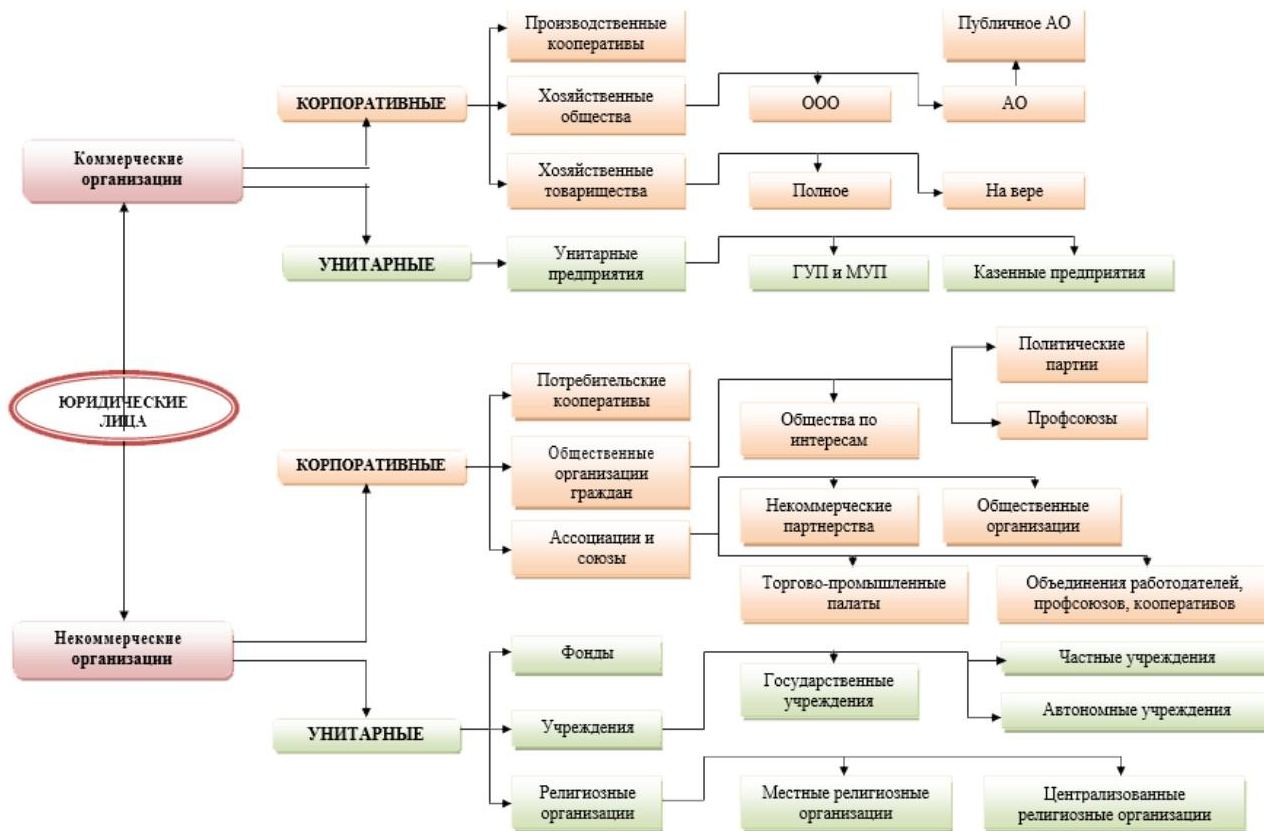 Производственные
кооперативы
Публичное АО
КОРПОРАТИВНЫЕ
Хозяйственные
общества
ООО
АО
Коммерческие
организации
Хозяйственные
товарищества
Полное
На вере
УНИТАРНЫЕ
Унитарные
предприятия
ГУП и МУП
Казенные предприятия
ЮРИДИЧЕСКИЕ
ЛИЦА
Потребительские
кооперативы
Политические
партии
Общества по
интересам
Профсоюзы
КОРПОРАТИВНЫЕ
Общественные
организации
граждан
Ассоциации и
союзы
Некоммерческие
партнерства
Общественные
организации
Торгово-промышленные
палаты
Объединения работодателей,
профсоюзов, кооперативов
Некоммерческие
организации
Фонды
Государственные
учреждения
Частные учреждения
УНИТАРНЫЕ
Учреждения
Автономные учреждения
Религиозные
организации
Местные религиозные
организации
Централизованные
религиозные организации